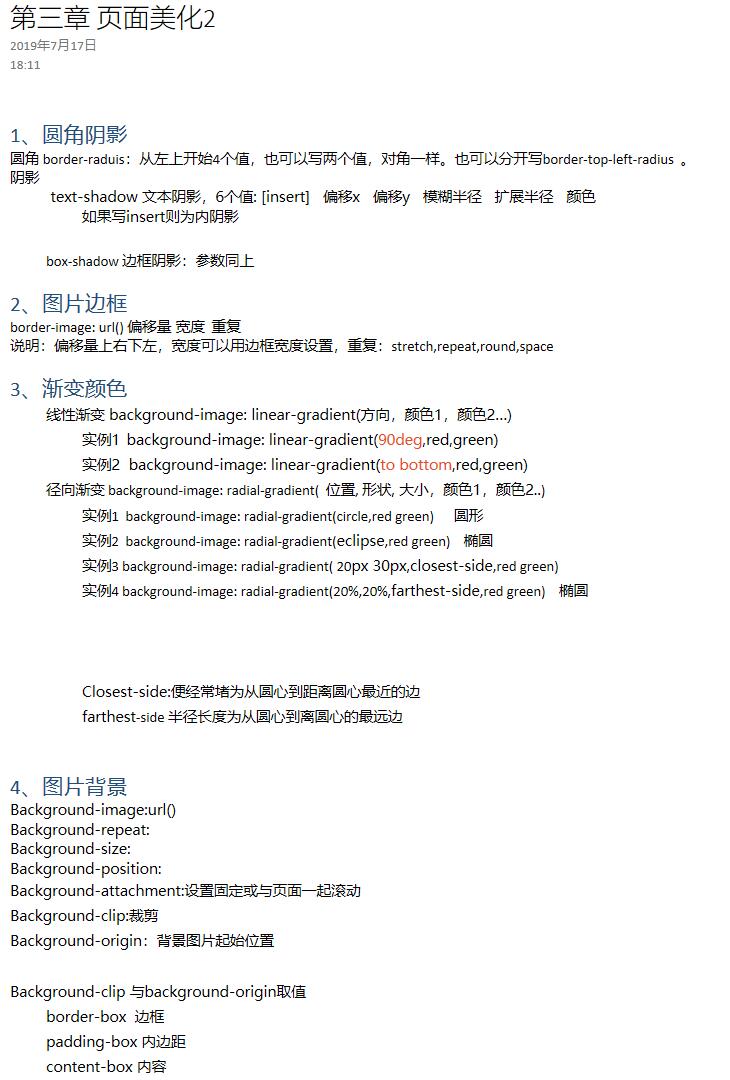 第三章 页面美化2
2019年7月17日
18:11
1、圆角阴影
圆角 border-raduis：从左上开始4个值，也可以写两个值，对角一样。也可以分开写border-top-left-radius 。
阴影
text-shadow 文本阴影，6个值: [insert] 偏移x 偏移y 模糊半径 扩展半径 颜色
如果写insert则为内阴影
box-shadow 边框阴影：参数同上
2、图片边框
border-image: url() 偏移量 宽度 重复
说明：偏移量上右下左，宽度可以用边框宽度设置，重复：stretch,repeat,round,space
3、渐变颜色
线性渐变 background-image: linear-gradient(方向，颜色1，颜色2...)
实例1 background-image: linear-gradient(90deg,red,green)
实例2 background-image: linear-gradient(to bottom,red,green)
径向渐变 background-image: radial-gradient( 位置, 形状, 大小，颜色1，颜色2..)
实例1 background-image: radial-gradient(circle,red green) 圆形
实例2 background-image: radial-gradient(eclipse,red green) 椭圆
实例3 background-image: radial-gradient( 20px 30px,closest-side,red green)
实例4 background-image: radial-gradient(20%,20%,farthest-side,red green) 椭圆
Closest-side:便经常堵为从圆心到距离圆心最近的边
farthest-side 半径长度为从圆心到离圆心的最远边
4、图片背景
Background-image:url()
Background-repeat:
Background-size:
Background-position:
Background-attachment:设置固定或与页面一起滚动
Background-clip:裁剪
Background-origin：背景图片起始位置
Background-clip 与background-origin取值
border-box 边框
padding-box 内边距
content-box 内容